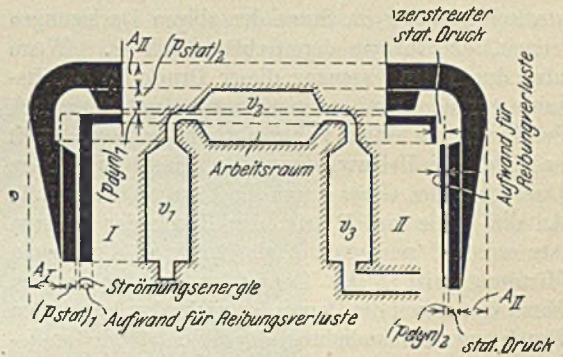 zerstreuter
stat. Druck
A_II
(p_stat)_2
v_2
(p_dyn)_1
Arbeitsraum
Aufwand für
Reibungsverluste
I
v_1
v_3
II
A_I
Strömungsenergie
(p_stat)_1
Aufwand für Reibungsverluste
(p_dyn)_2
A_II
stat. Druck